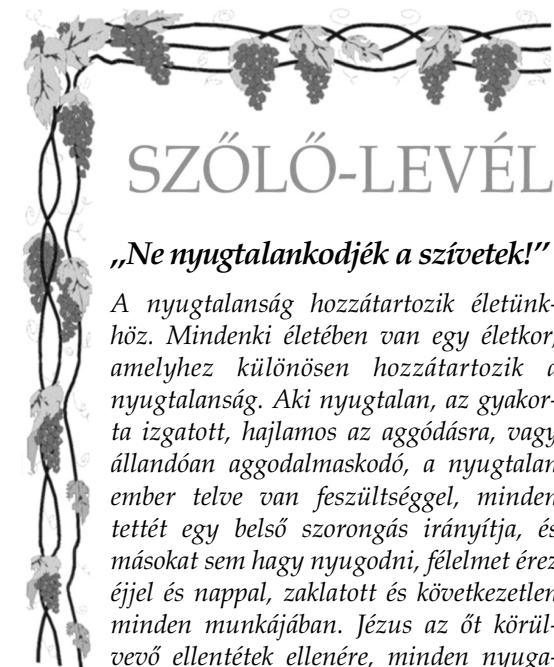 SZŐLŐ-LEVÉL
„Ne nyugtalankodjék a szívetek!”
A nyugtalanság hozzátartozik életünk-
höz. Mindenki életében van egy életkor,
amelyhez különösen hozzátartozik a
nyugtalanság. Aki nyugtalan, az gyakor-
ta izgatott, hajlamos az aggódásra, vagy
állandóan aggodalmaskodó, a nyugtalan
ember telve van feszültséggel, minden
tettét egy belső szorongás irányítja, és
másokat sem hagy nyugodni, félelmet érez
éjjel és nappal, zaklatott és következetlen
minden munkájában. Jézus az őt körül-
vevő ellentétek ellenére, minden nyuga-